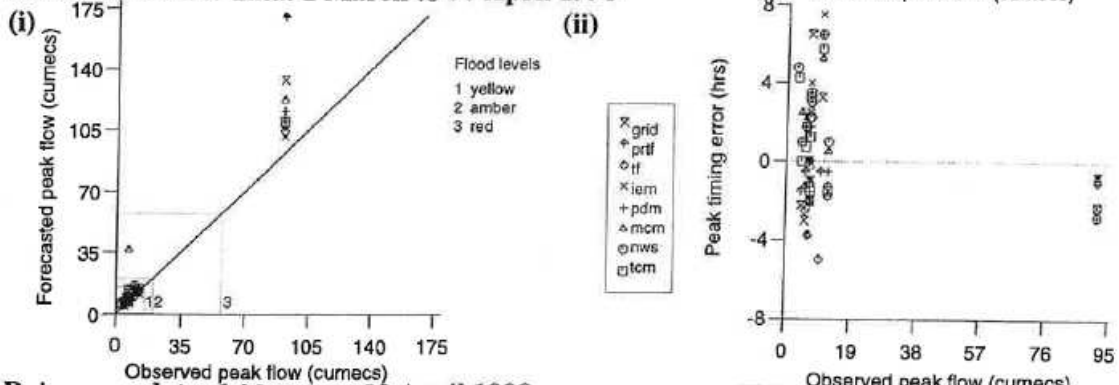 (i)
175
140
105
70
35
0
Forecasted peak flow (cumecs)
12
3
0 35 70 105 140 175
Observed peak flow (cumecs)
Flood levels
1 yellow
2 amber
3 red
(ii)
grid
prtf
tf
iem
pdm
mcm
nws
tcm
8
4
0
-4
-8
Peak timing error (hrs)
0 19 38 57 76 95
Observed peak flow (cumecs)